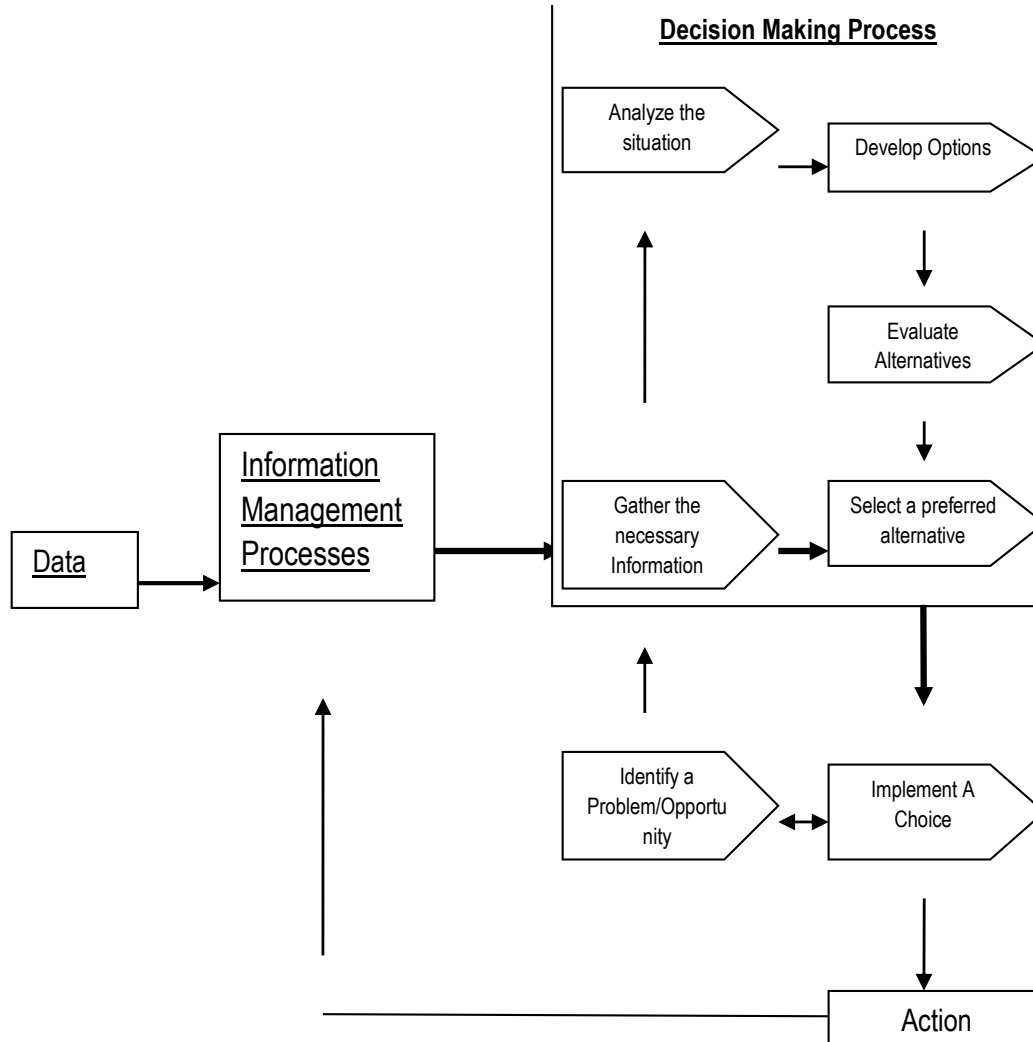 Decision Making Process
Analyze the
situation
Develop Options
Evaluate
Alternatives
Information
Management
Processes
Gather the
necessary
Information
Select a preferred
alternative
Data
Identify a
Problem/Opportu
nity
Implement A
Choice
Action